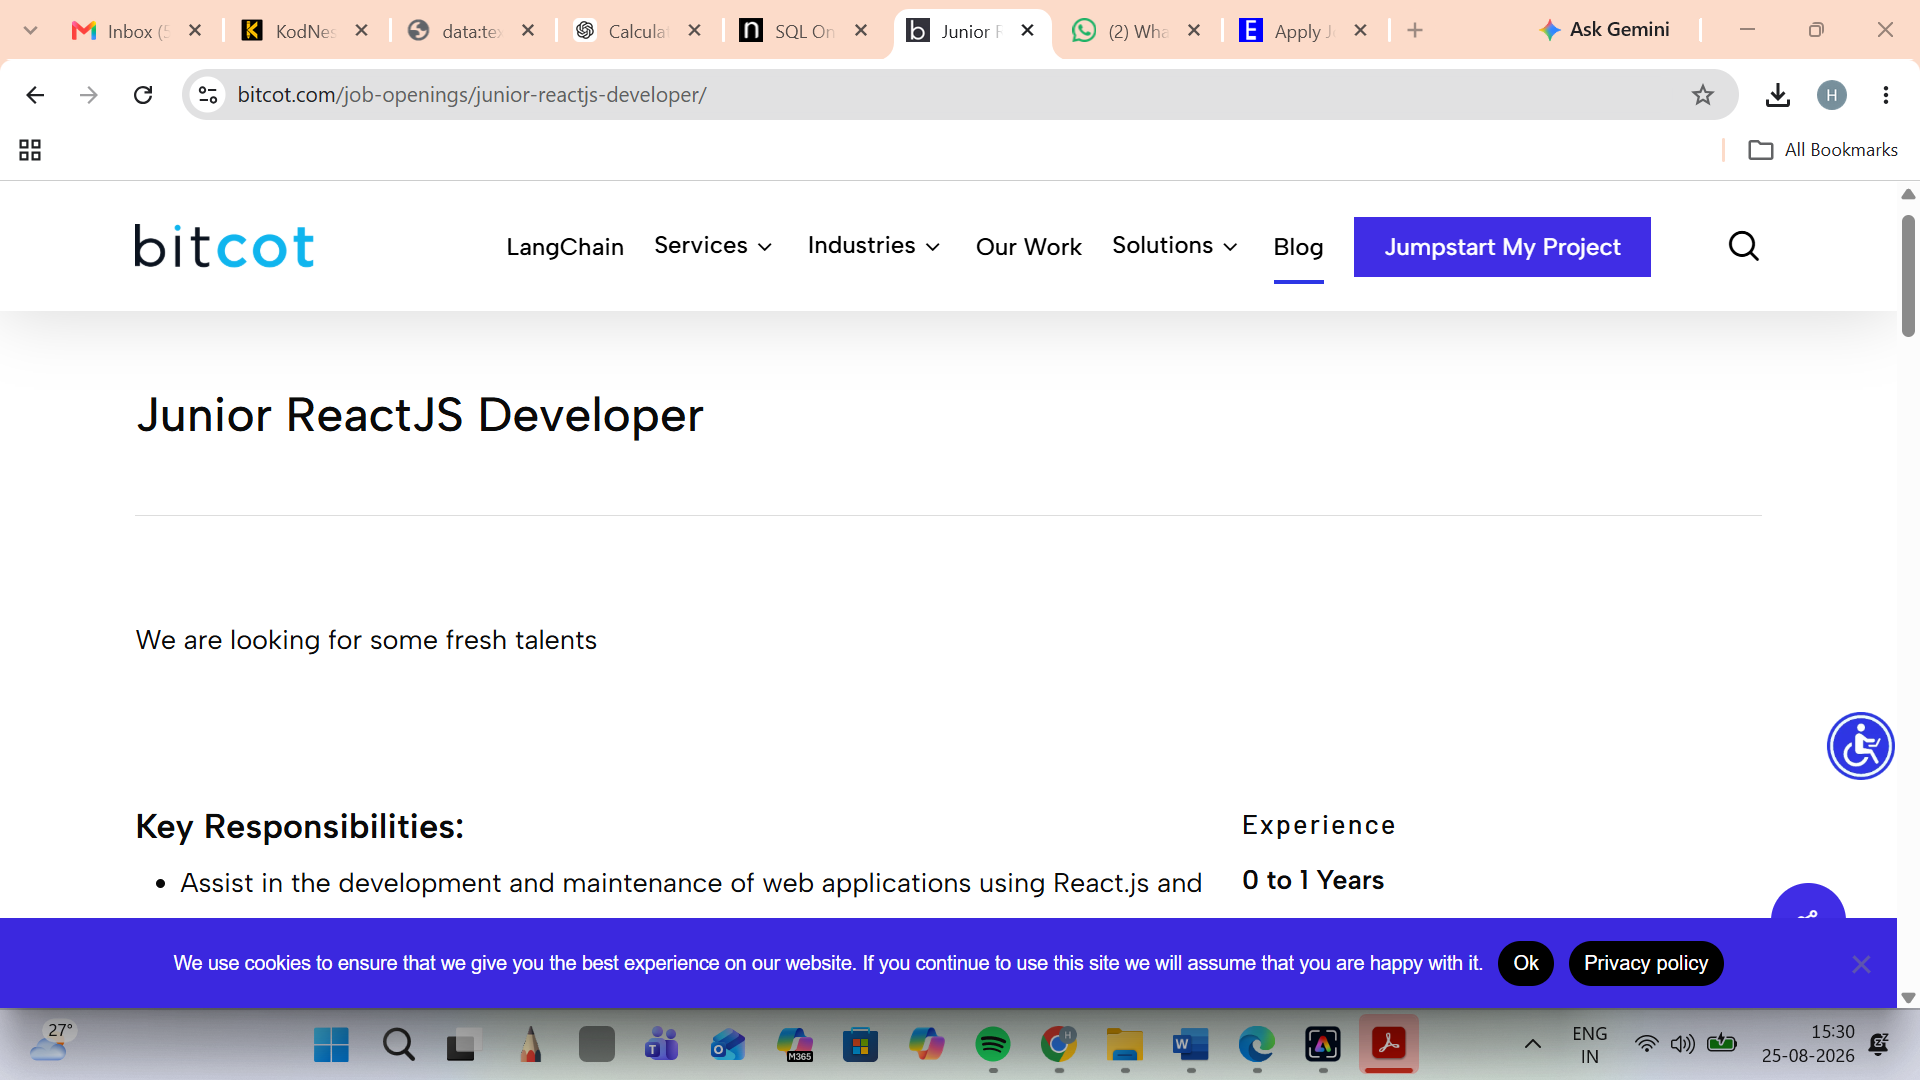 Inbox (5
KodNes
data:te
Calcula
SQL On
Junior R
(2) Wha
Apply J
Ask Gemini
bitcot.com/job-openings/junior-reactjs-developer/
H
All Bookmarks
bitcot
LangChain
Services
Industries
Our Work
Solutions
Blog
Jumpstart My Project
Junior ReactJS Developer
We are looking for some fresh talents
Key Responsibilities:
Experience
• Assist in the development and maintenance of web applications using React.js and
0 to 1 Years
We use cookies to ensure that we give you the best experience on our website. If you continue to use this site we will assume that you are happy with it.
Ok
Privacy policy
27°
M365
ENG
IN
15:30
25-08-2026